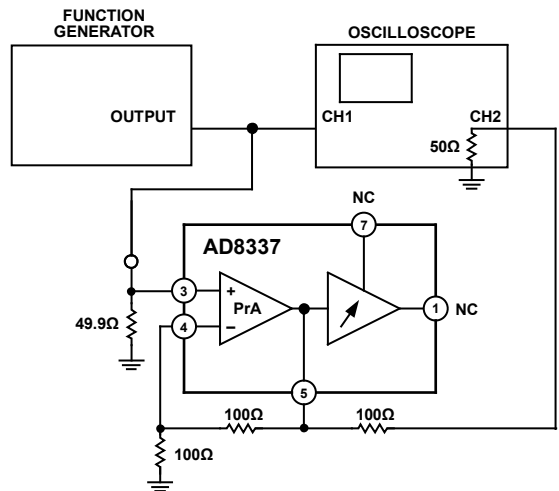 FUNCTION
GENERATOR
OSCILLOSCOPE
OUTPUT
CH1
CH2
50Ω
NC
7
AD8337
3
+
PrA
1
NC
49.9Ω
4
–
5
100Ω
100Ω
100Ω